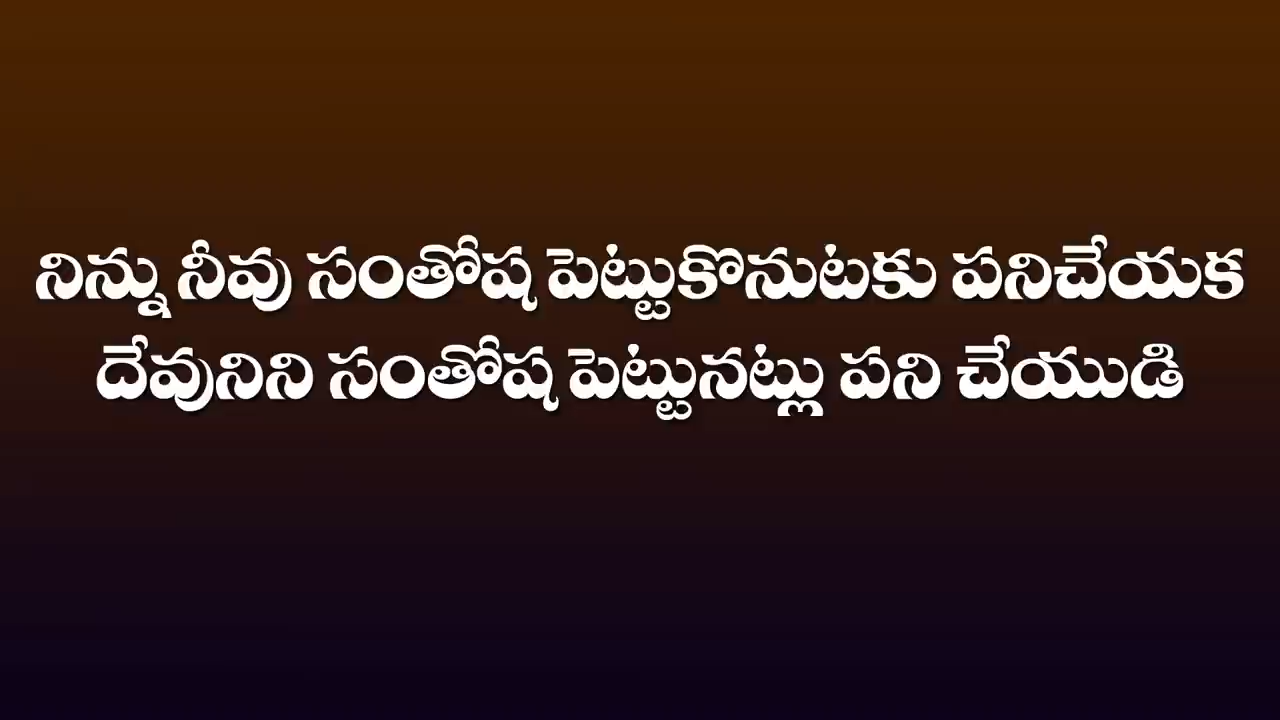 నిన్ను నీవు సంతోష పెట్టుకొనుటకు పనిచేయక
దేవునిని సంతోష పెట్టునట్లు పని చేయుడి